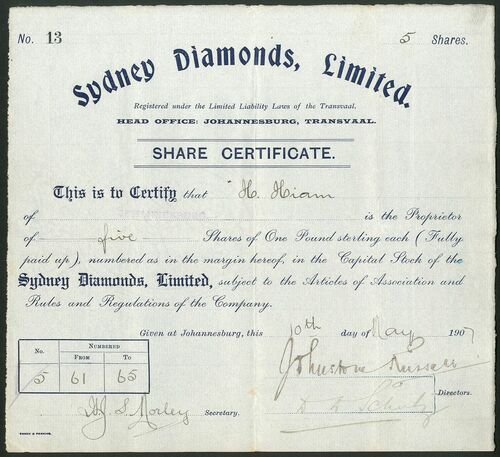 No. 13
5 Shares.
Sydney Diamonds, Limited.
Registered under the Limited Liability Laws of the Transvaal.
HEAD OFFICE: JOHANNESBURG, TRANSVAAL.
SHARE CERTIFICATE.
This is to Certify that H. Hiam
of is the Proprietor
of five Shares of One Pound sterling each (Fully
paid up), numbered as in the margin hereof, in the Capital Stock of the
Sydney Diamonds, Limited, subject to the Articles of Association and
Rules and Regulations of the Company.
Given at Johannesburg, this 10th day of May 190
No. NUMBERED
FROM TO
5 61 65
Johnstone Russell
Directors.
Morley Secretary.